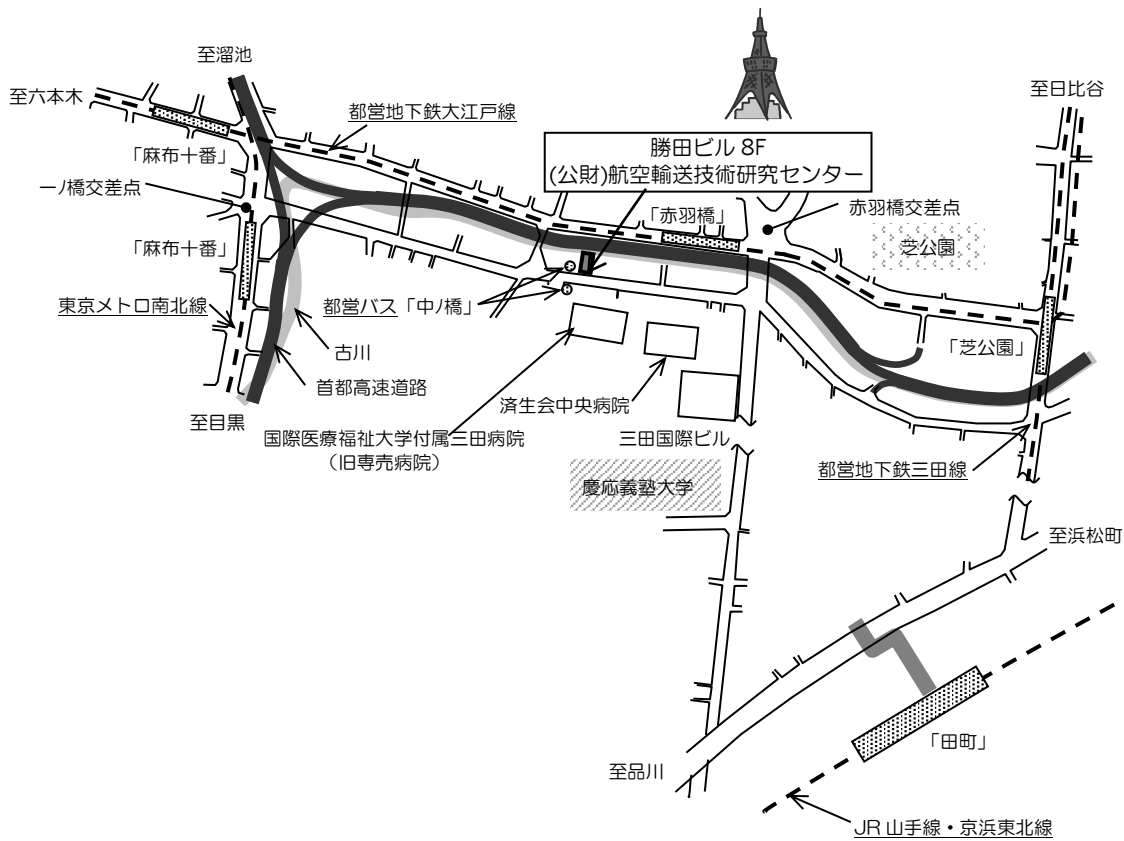 至溜池
至六本木
都営地下鉄大江戸線
至日比谷
「麻布十番」
勝田ビル 8F
(公財)航空輸送技術研究センター
一ノ橋交差点
「赤羽橋」
赤羽橋交差点
「麻布十番」
芝公園
東京メトロ南北線
都営バス「中ノ橋」
古川
「芝公園」
首都高速道路
済生会中央病院
至目黒
国際医療福祉大学付属三田病院
（旧専売病院）
三田国際ビル
都営地下鉄三田線
慶応義塾大学
至浜松町
「田町」
至品川
JR 山手線・京浜東北線